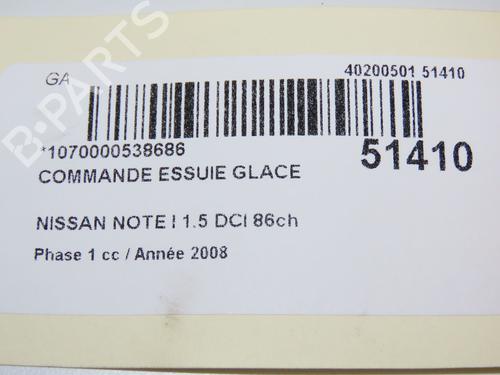 GA
40200501 51410
*1070000538686
51410
COMMANDE ESSUIE GLACE
NISSAN NOTE I 1.5 DCI 86ch
Phase 1 cc / Année 2008
B-PARTS